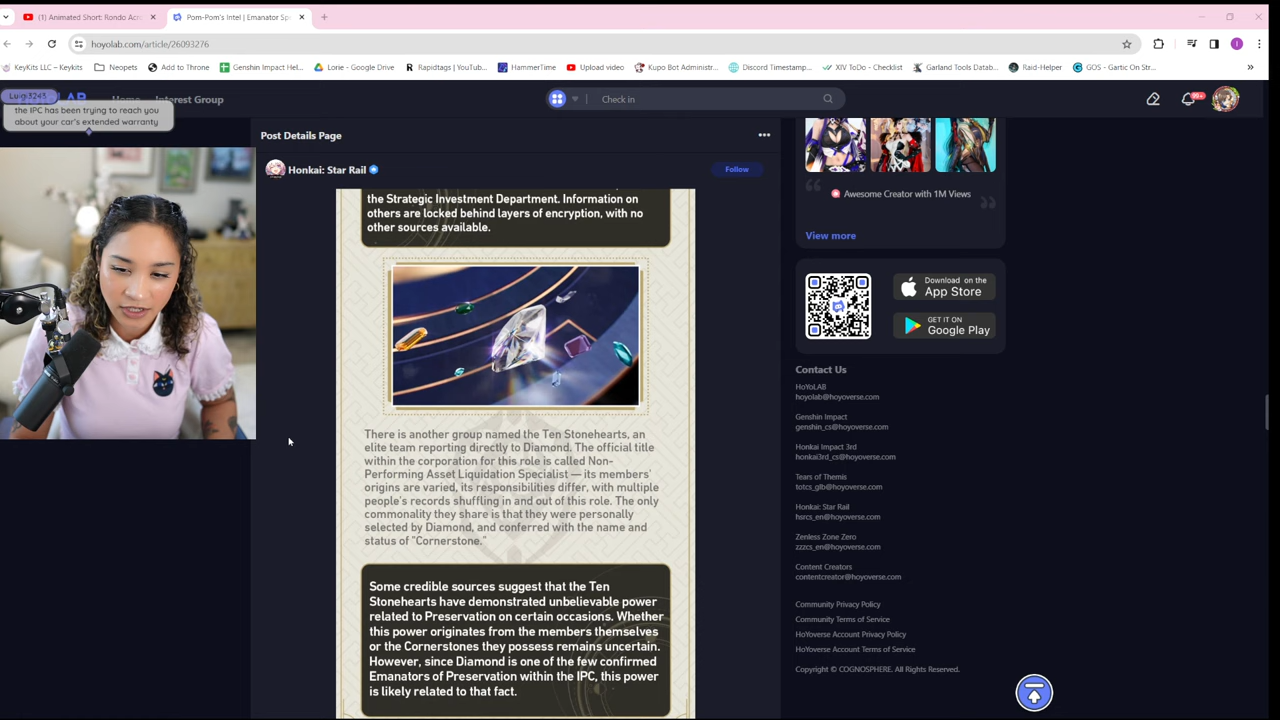 (1) Animated Short: Rondo Acro
Pom-Pom's Intel | Emanator Spe
hoyolab.com/article/26093276
KeyKits LLC – Keykits
Neopets
Add to Throne
Genshin Impact Hel...
Lorie - Google Drive
Rapidtags | YouTub...
HammerTime
Upload video
Kupo Bot Administr...
Discord Timestamp...
XIV ToDo - Checklist
Garland Tools Datab...
Raid-Helper
GOS - Gartic On Str...
Luigi3243
the IPC has been trying to reach you
about your car's extended warranty
Home
Interest Group
Check in
99+
Post Details Page
Honkai: Star Rail
Follow
the Strategic Investment Department. Information on
others are locked behind layers of encryption, with no
other sources available.
There is another group named the Ten Stonehearts, an
elite team reporting directly to Diamond. The official title
within the corporation for this role is called Non-
Performing Asset Liquidation Specialist — its members'
origins are varied, its responsibilities differ, with multiple
people's records shuffling in and out of this role. The only
commonality they share is that they were personally
selected by Diamond, and conferred with the name and
status of "Cornerstone."
Some credible sources suggest that the Ten
Stonehearts have demonstrated unbelievable power
related to Preservation on certain occasions. Whether
this power originates from the members themselves
or the Cornerstones they possess remains uncertain.
However, since Diamond is one of the few confirmed
Emanators of Preservation within the IPC, this power
is likely related to that fact.
Awesome Creator with 1M Views
View more
Download on the
App Store
GET IT ON
Google Play
Contact Us
HoYoLAB
hoyolab@hoyoverse.com
Genshin Impact
genshin_cs@hoyoverse.com
Honkai Impact 3rd
honkai3rd_cs@hoyoverse.com
Tears of Themis
totcs_glb@hoyoverse.com
Honkai: Star Rail
hsrcs_en@hoyoverse.com
Zenless Zone Zero
zzzcs_en@hoyoverse.com
Content Creators
contentcreator@hoyoverse.com
Community Privacy Policy
Community Terms of Service
HoYoverse Account Privacy Policy
HoYoverse Account Terms of Service
Copyright © COGNOSPHERE. All Rights Reserved.